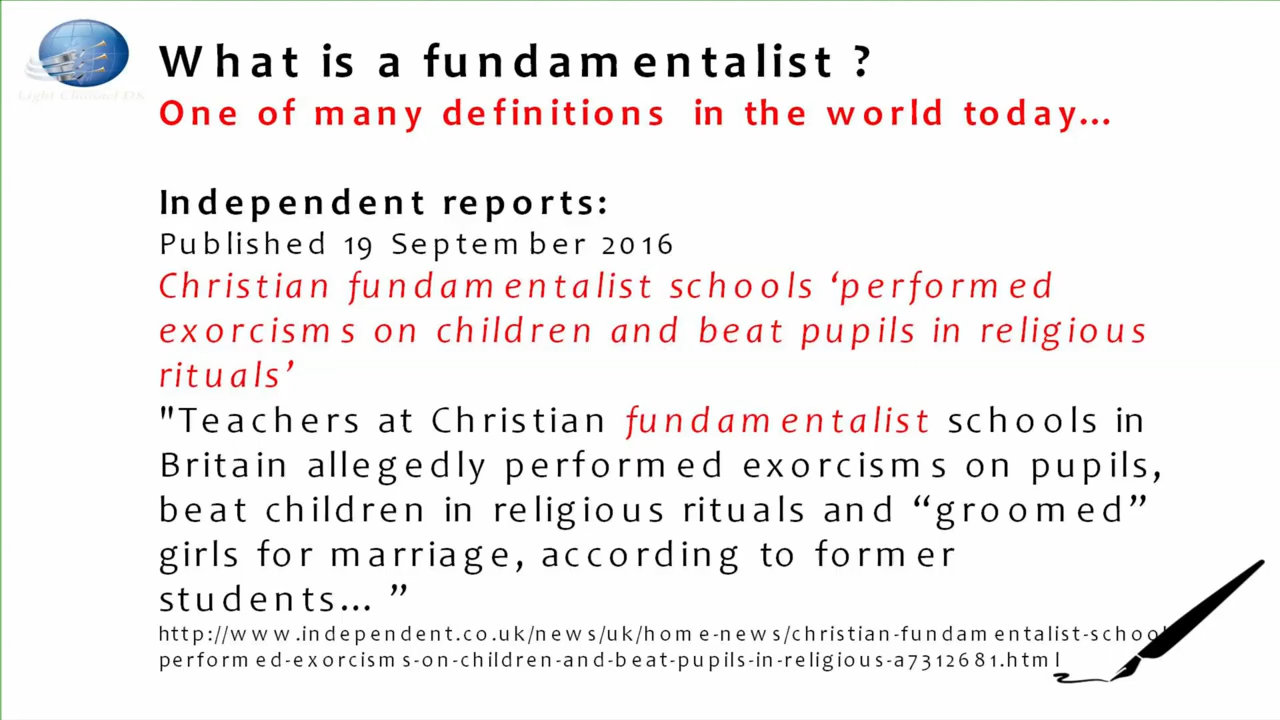 What is a fundamentalist ?
One of many definitions in the world today...
Light Channel DK
Independent reports:
Published 19 September 2016
Christian fundamentalist schools ‘performed
exorcisms on children and beat pupils in religious
rituals’
"Teachers at Christian fundamentalist schools in
Britain allegedly performed exorcisms on pupils,
beat children in religious rituals and “groomed”
girls for marriage, according to former
students... ”
http://www.independent.co.uk/news/uk/home-news/christian-fundamentalist-school
performed-exorcisms-on-children-and-beat-pupils-in-religious-a7312681.html